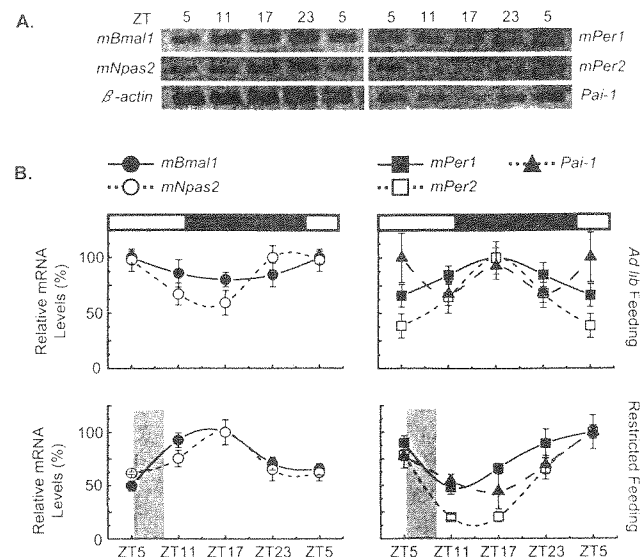 A.
ZT 5 11 17 23 5 5 11 17 23 5
mBmal1 mPer1
mNpas2 mPer2
β-actin Pai-1
B.
mBmal1 mPer1 Pai-1
mNpas2 mPer2
Relative mRNA
Levels (%)
100
50
0
Ad lib Feeding
Relative mRNA
Levels (%)
100
50
0
Restricted Feeding
ZT5 ZT11 ZT17 ZT23 ZT5 ZT5 ZT11 ZT17 ZT23 ZT5